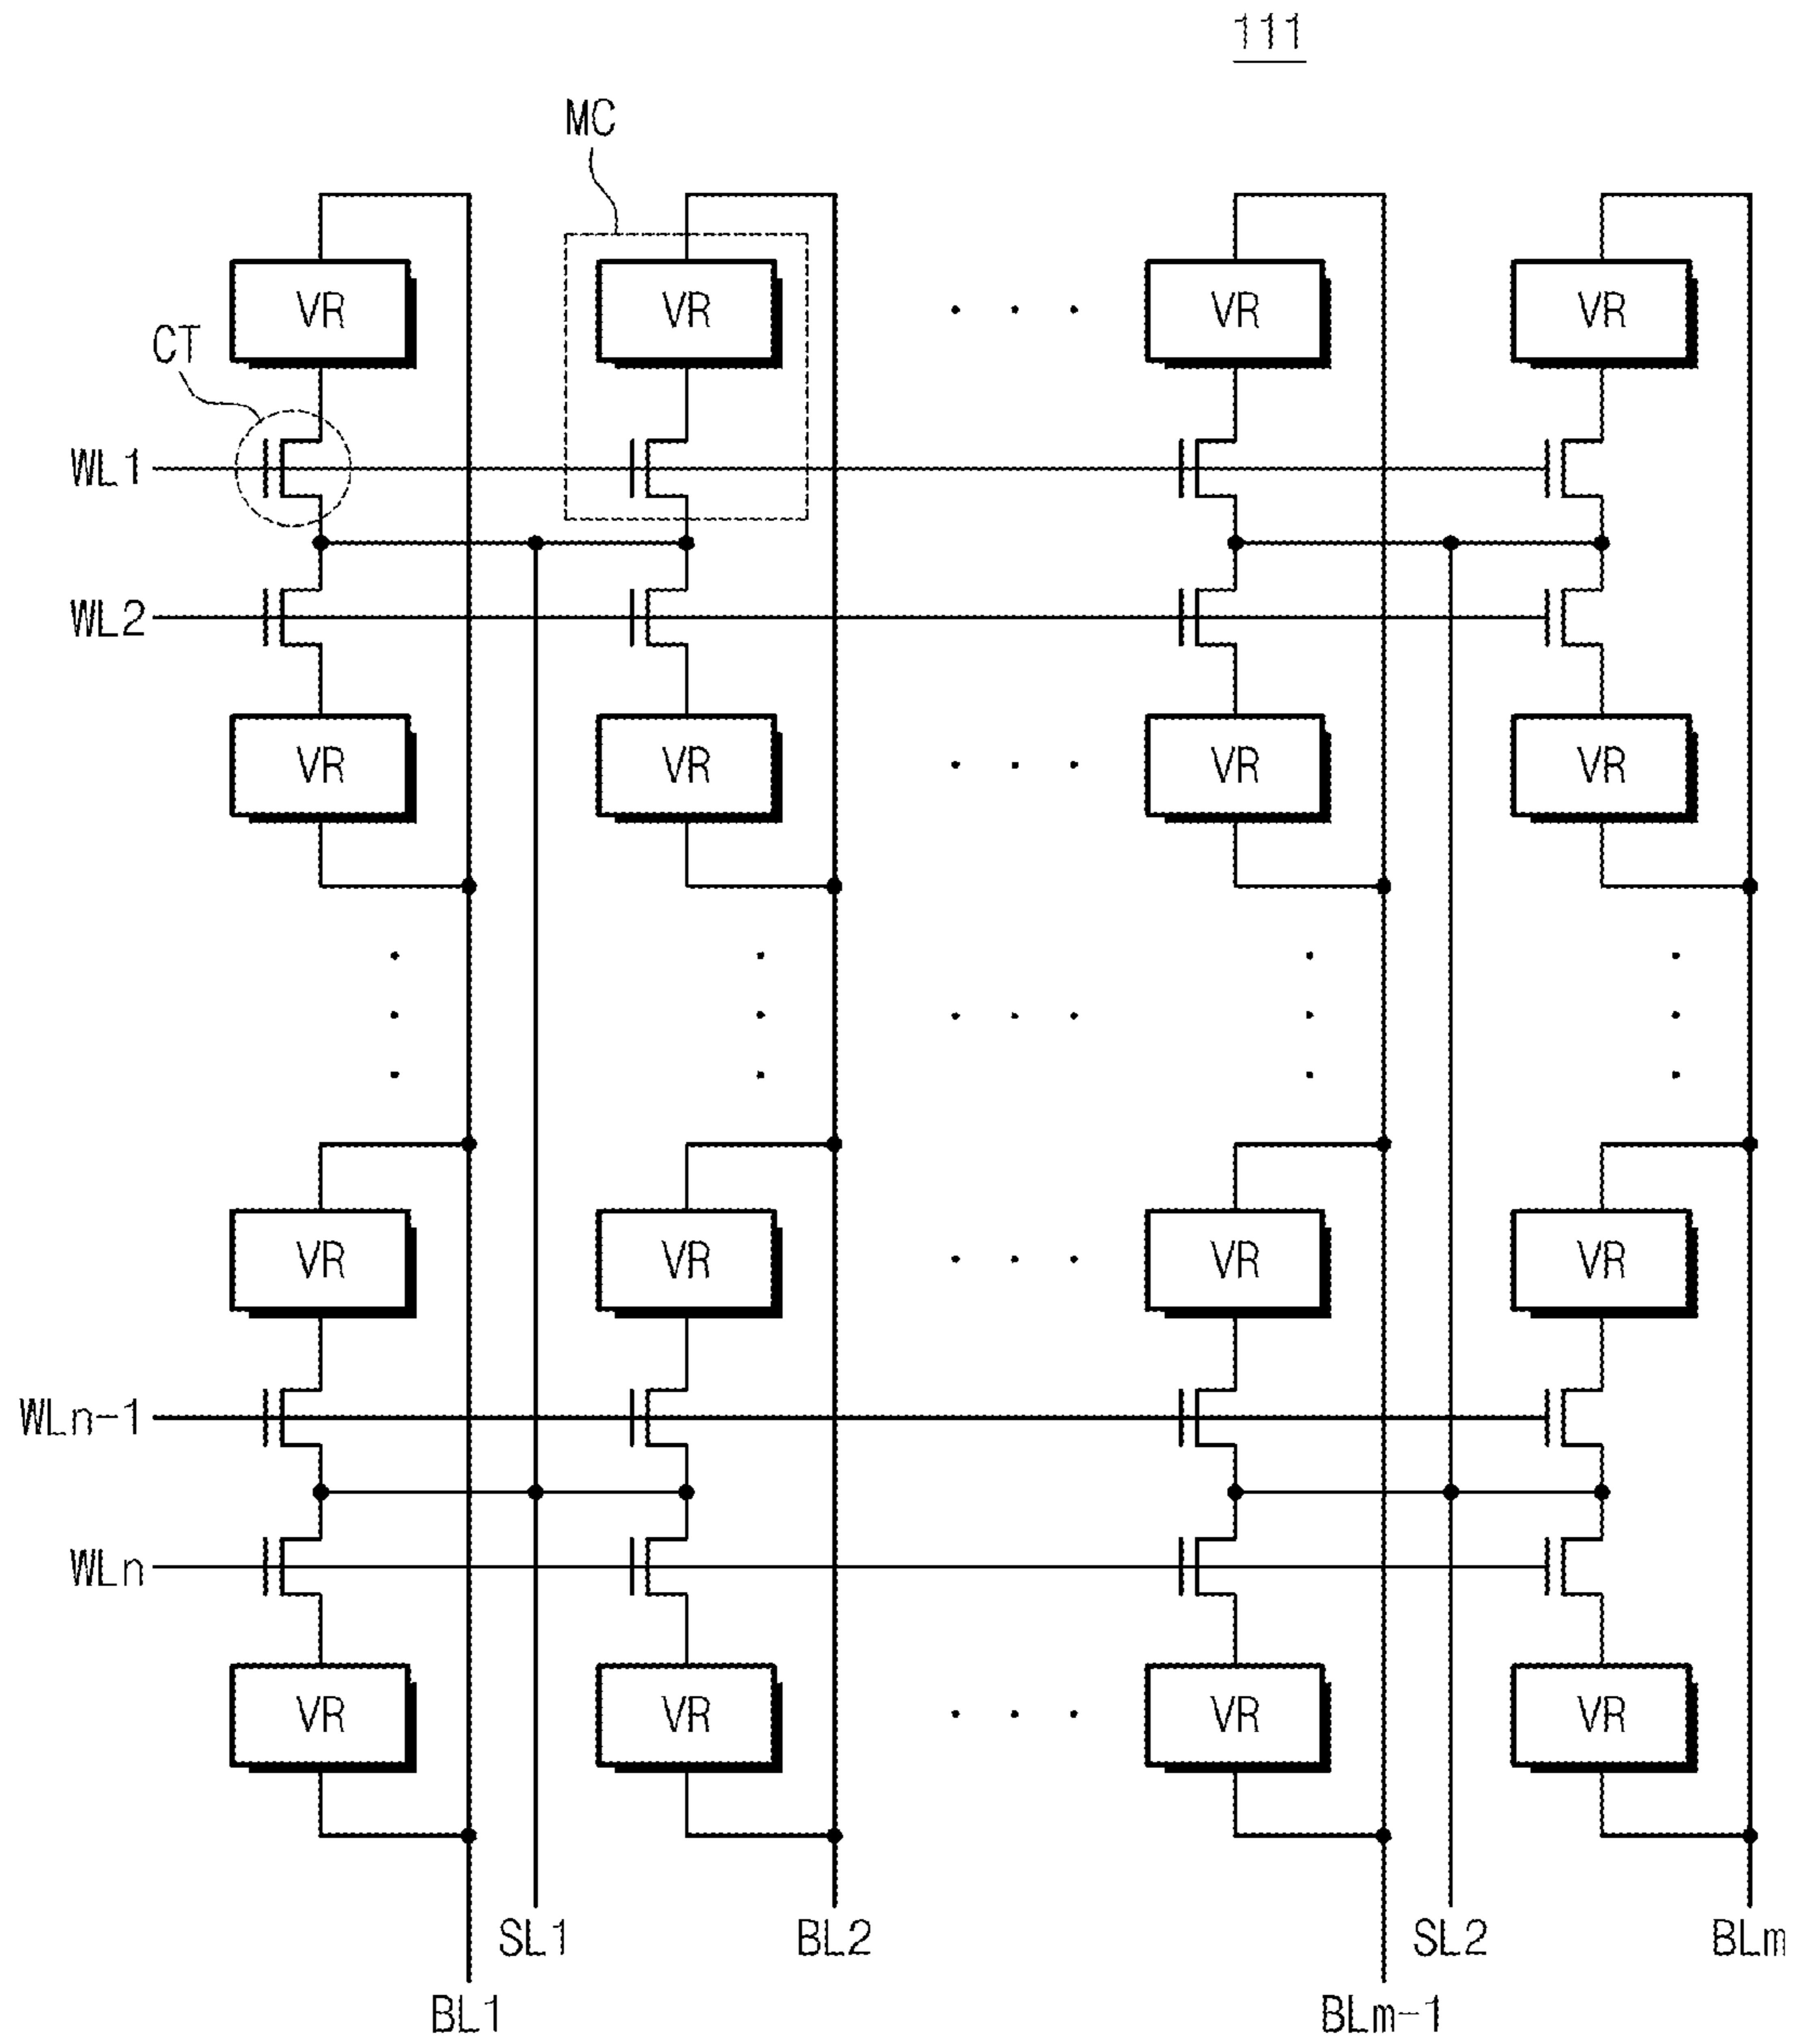 111
MC
VR VR VR VR
CT
WL1
WL2
VR VR VR VR
VR VR VR VR
WLn-1
WLn
VR VR VR VR
SL1 BL2 SL2 BLm
BL1 BLm-1